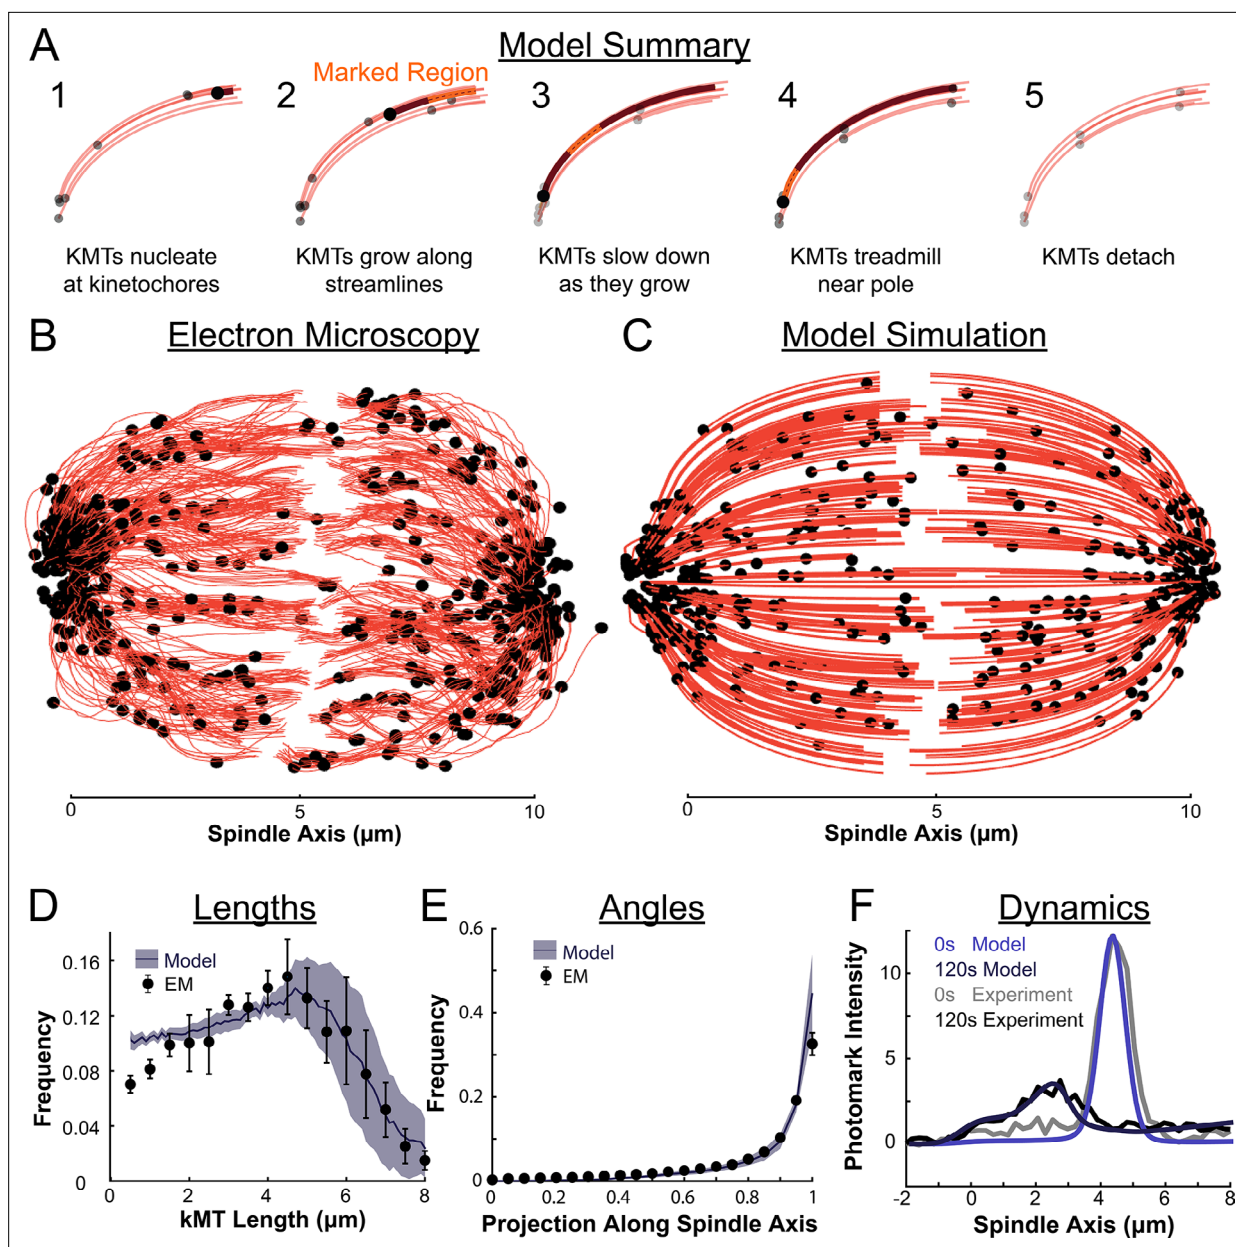 A
Model Summary
Marked Region
1
2
3
4
5
KMTs nucleate
at kinetochores
KMTs grow along
streamlines
KMTs slow down
as they grow
KMTs treadmill
near pole
KMTs detach
B
Electron Microscopy
0
5
10
Spindle Axis (µm)
C
Model Simulation
0
5
10
Spindle Axis (µm)
D
Lengths
Model
EM
0.16
0.12
0.08
0.04
0
0
2
4
6
8
Frequency
kMT Length (µm)
E
Angles
Model
EM
0.6
0.4
0.2
0
0
0.2
0.4
0.6
0.8
1
Frequency
Projection Along Spindle Axis
F
Dynamics
0s Model
120s Model
0s Experiment
120s Experiment
10
5
0
-2
0
2
4
6
8
Photomark Intensity
Spindle Axis (µm)